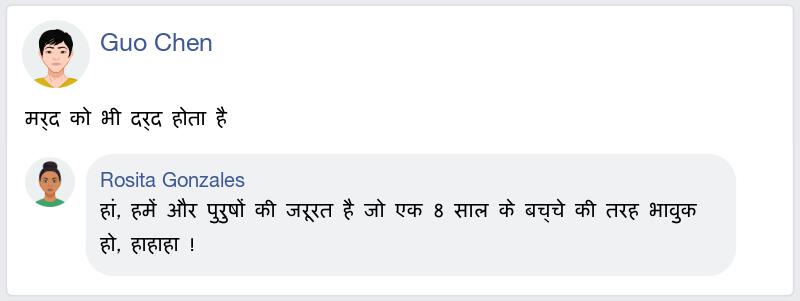 Guo Chen
मर्द को भी दर्द होता है
Rosita Gonzales
हां, हमें और पुरुषों की जरूरत है जो एक 8 साल के बच्चे की तरह भावुक
हो, हाहाहा !